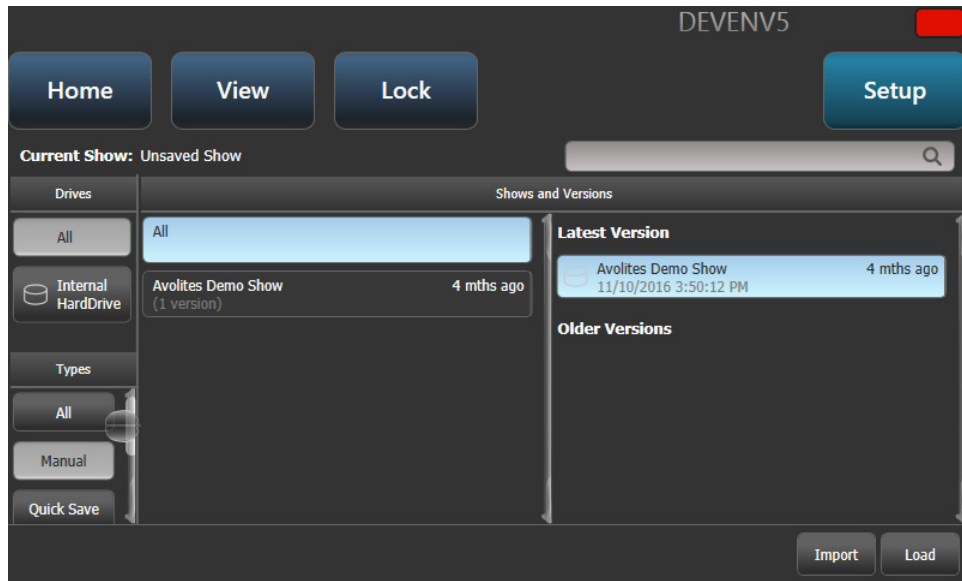 DEVENV5
Home View Lock Setup
Current Show: Unsaved Show
Drives Shows and Versions
All
Internal
HardDrive
Types
All
Manual
Quick Save
All
Avolites Demo Show 4 mths ago
(1 version)
Latest Version
Avolites Demo Show 4 mths ago
11/10/2016 3:50:12 PM
Older Versions
Import Load